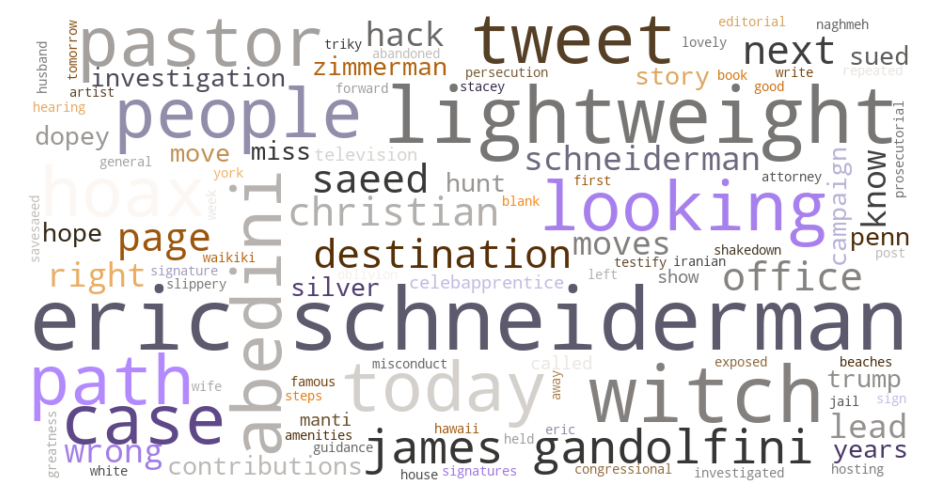 editorial
naghmeh
pastor
tweet
tomorrow
husband
triky
hack
lovely
next
sued
abandoned
zimmerman
persecution
story
book
write
repeated
investigation
artist
forward
stacey
good
hearing
people
lightweight
dopey
general
move
miss
television
schneiderman
attorney
know
prosecutorial
york
first
saeed
hunt
hoax
week
christian
blank
looking
campaign
savesaeed
hope
page
waikiki
destination
moves
shakedown
penn
right
signature
slippery
oblivion
testify
iranian
post
silver
celebapprentice
left
show
office
abedini
eric schneiderman
path
wife
misconduct
called
exposed
beaches
famous
steps
today
away
witch
trump
jail
sign
case
manti
amenities
guidance
hawaii
held
eric
lead
greatness
wrong
white
contributions
james gandolfini
house
signatures
congressional
investigated
years
hosting